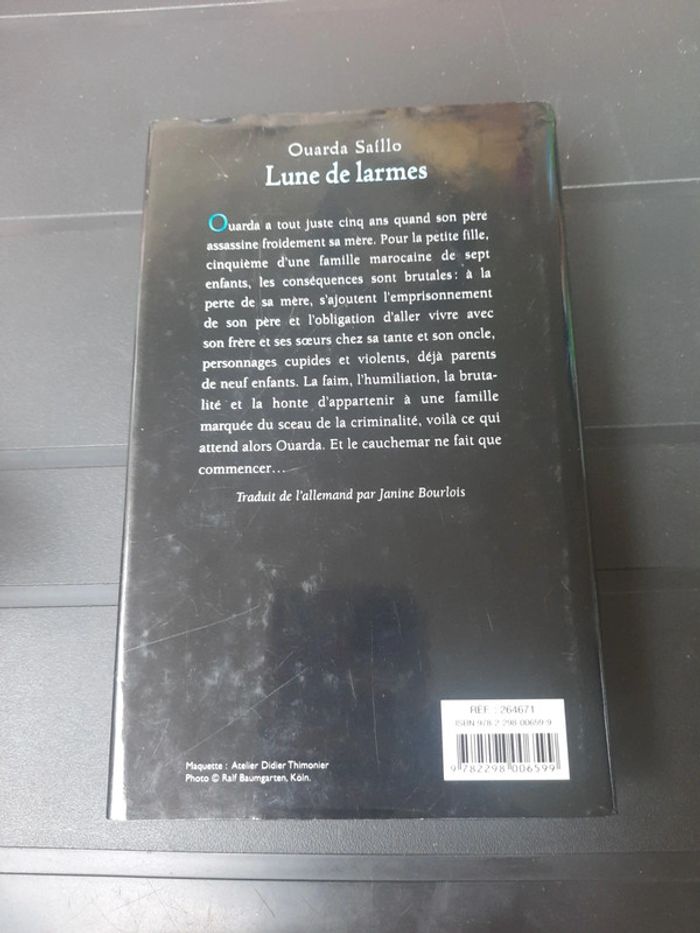 Ouarda Saillo
Lune de larmes
Ouarda a tout juste cinq ans quand son père
assassine froidement sa mère. Pour la petite fille,
cinquième d'une famille marocaine de sept
enfants, les conséquences sont brutales : à la
perte de sa mère, s'ajoutent l'emprisonnement
de son père et l'obligation d'aller vivre avec
son frère et ses sœurs chez sa tante et son oncle,
personnages cupides et violents, déjà parents
de neuf enfants. La faim, l'humiliation, la bruta-
lité et la honte d'appartenir à une famille
marquée du sceau de la criminalité, voilà ce qui
attend alors Ouarda. Et le cauchemar ne fait que
commencer...
Traduit de l'allemand par Janine Bourlois
RÉF : 264671
ISBN 978-2-298-00659-9
9 782298 006599
Maquette : Atelier Didier Thimonier
Photo © Ralf Baumgarten, Köln.